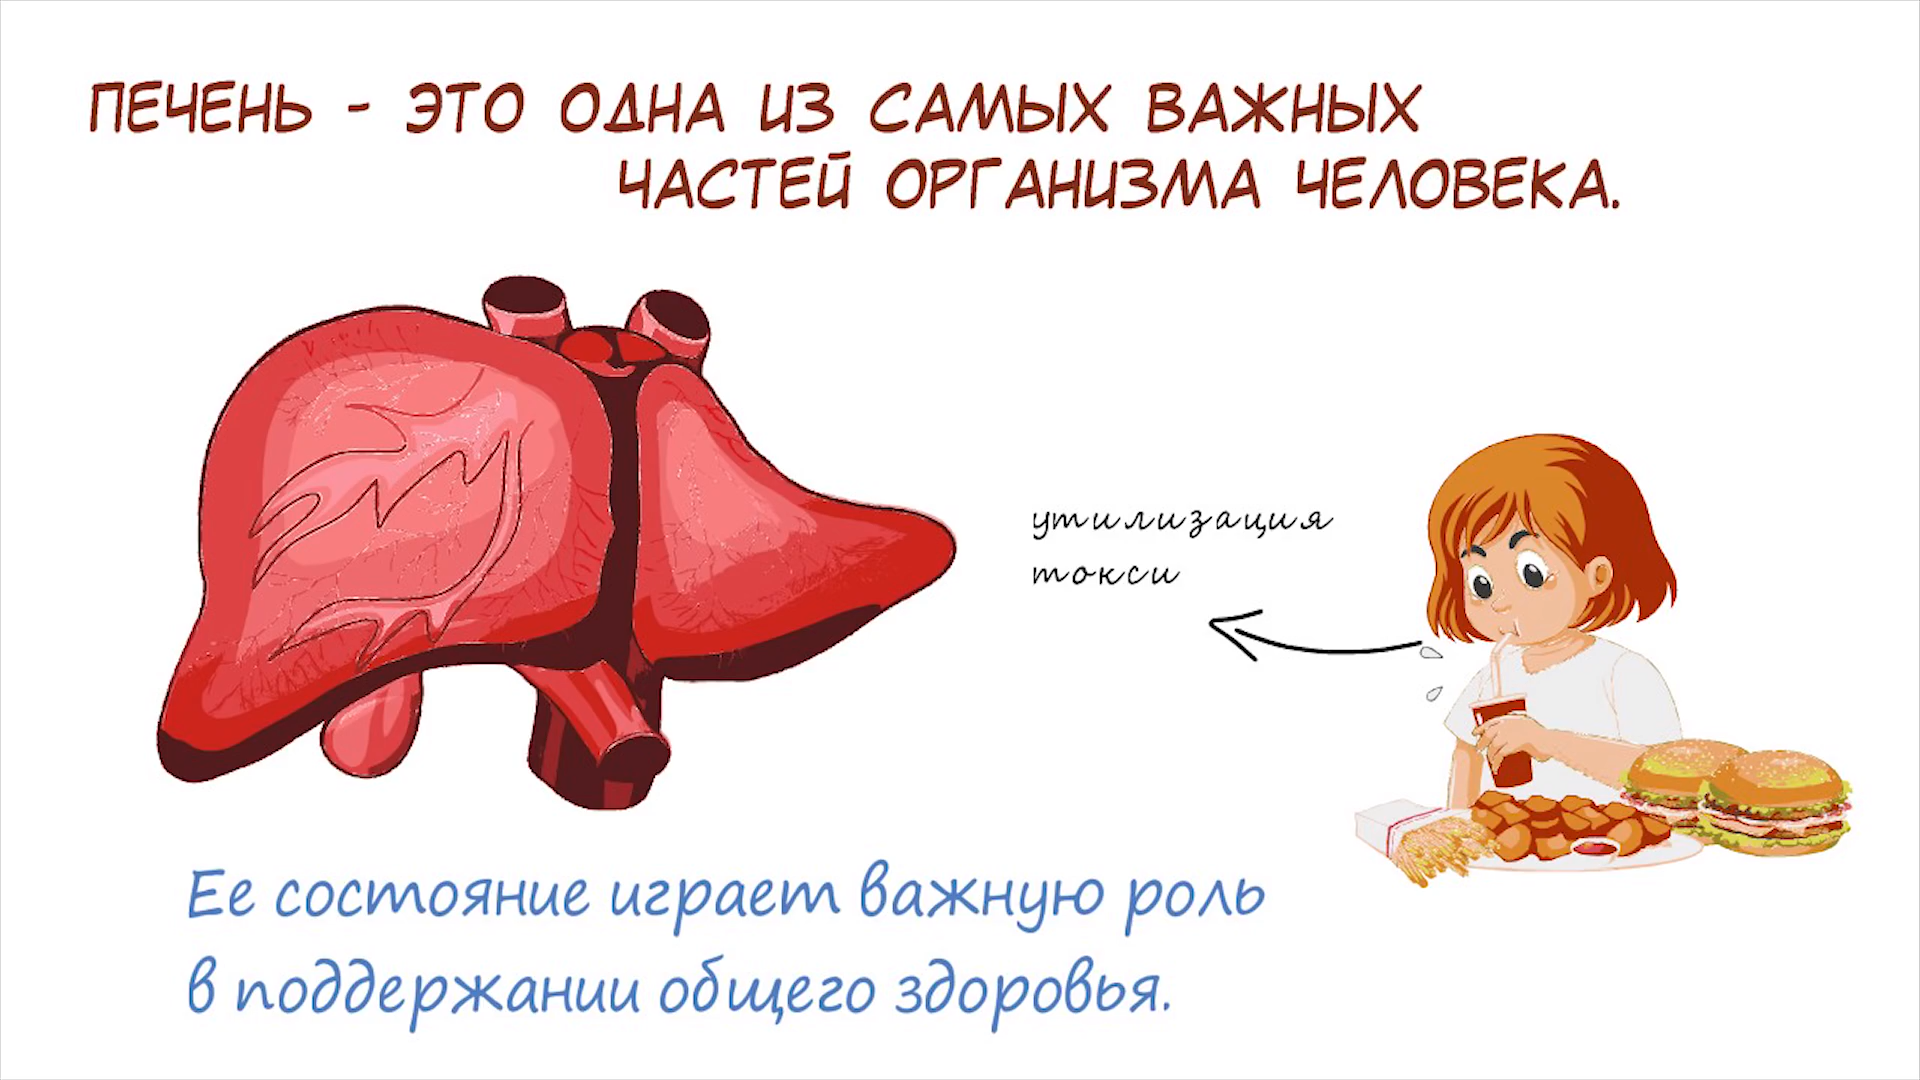 ПЕЧЕНЬ - ЭТО ОДНА ИЗ САМЫХ ВАЖНЫХ
ЧАСТЕЙ ОРГАНИЗМА ЧЕЛОВЕКА.
утилизация
токси
Ее состояние играет важную роль
в поддержании общего здоровья.